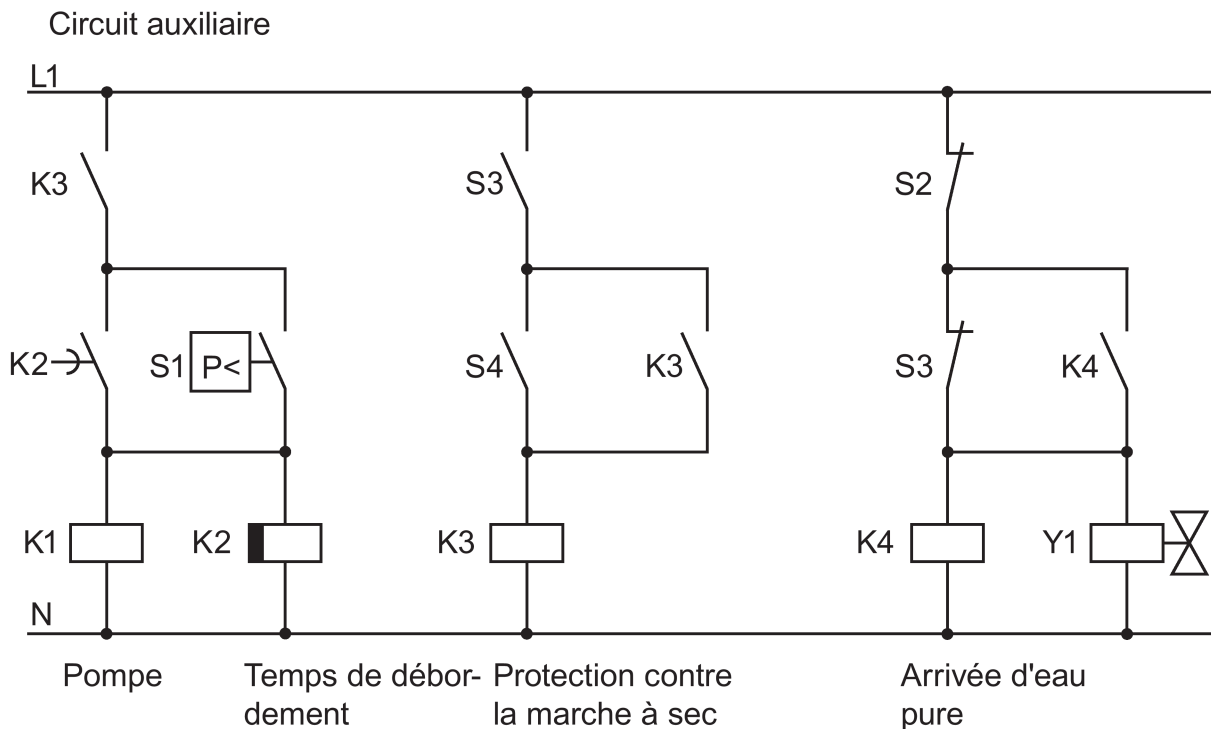 Circuit auxiliaire
L1
K3
S3
S2
K2
S1
P<
S4
K3
S3
K4
K1
K2
K3
K4
Y1
N
Pompe
Temps de débor-
dement
Protection contre
la marche à sec
Arrivée d'eau
pure